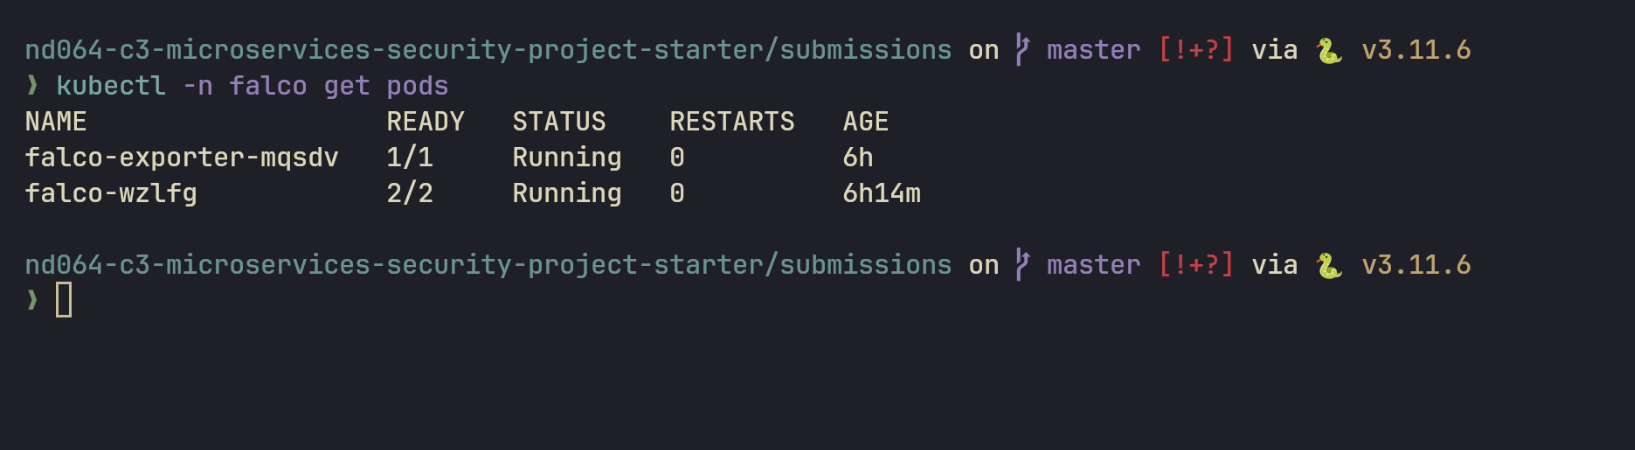 nd064-c3-microservices-security-project-starter/submissions on  master [!+?] via 🐍 v3.11.6
❯ kubectl -n falco get pods
NAME                   READY   STATUS    RESTARTS   AGE
falco-exporter-mqsdv   1/1     Running   0          6h
falco-wzlfg            2/2     Running   0          6h14m
nd064-c3-microservices-security-project-starter/submissions on  master [!+?] via 🐍 v3.11.6
❯